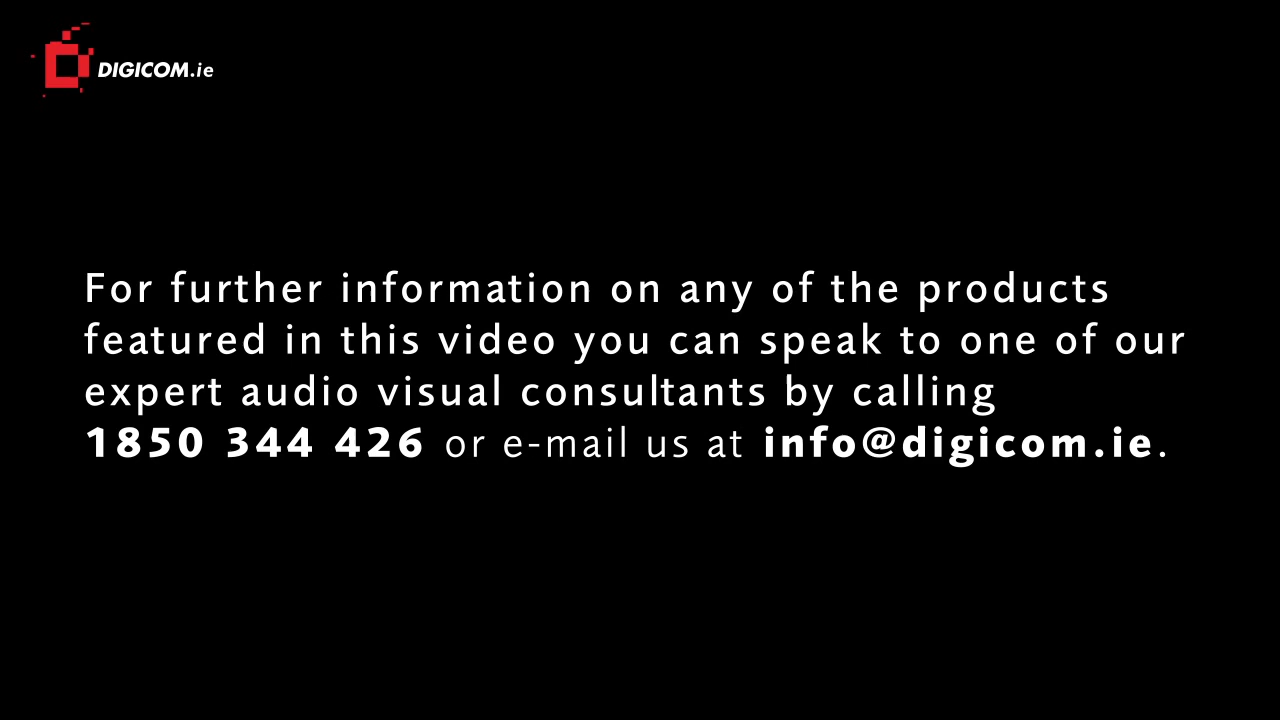 DIGICOM.ie
For further information on any of the products
featured in this video you can speak to one of our
expert audio visual consultants by calling
1850 344 426 or e-mail us at info@digicom.ie.